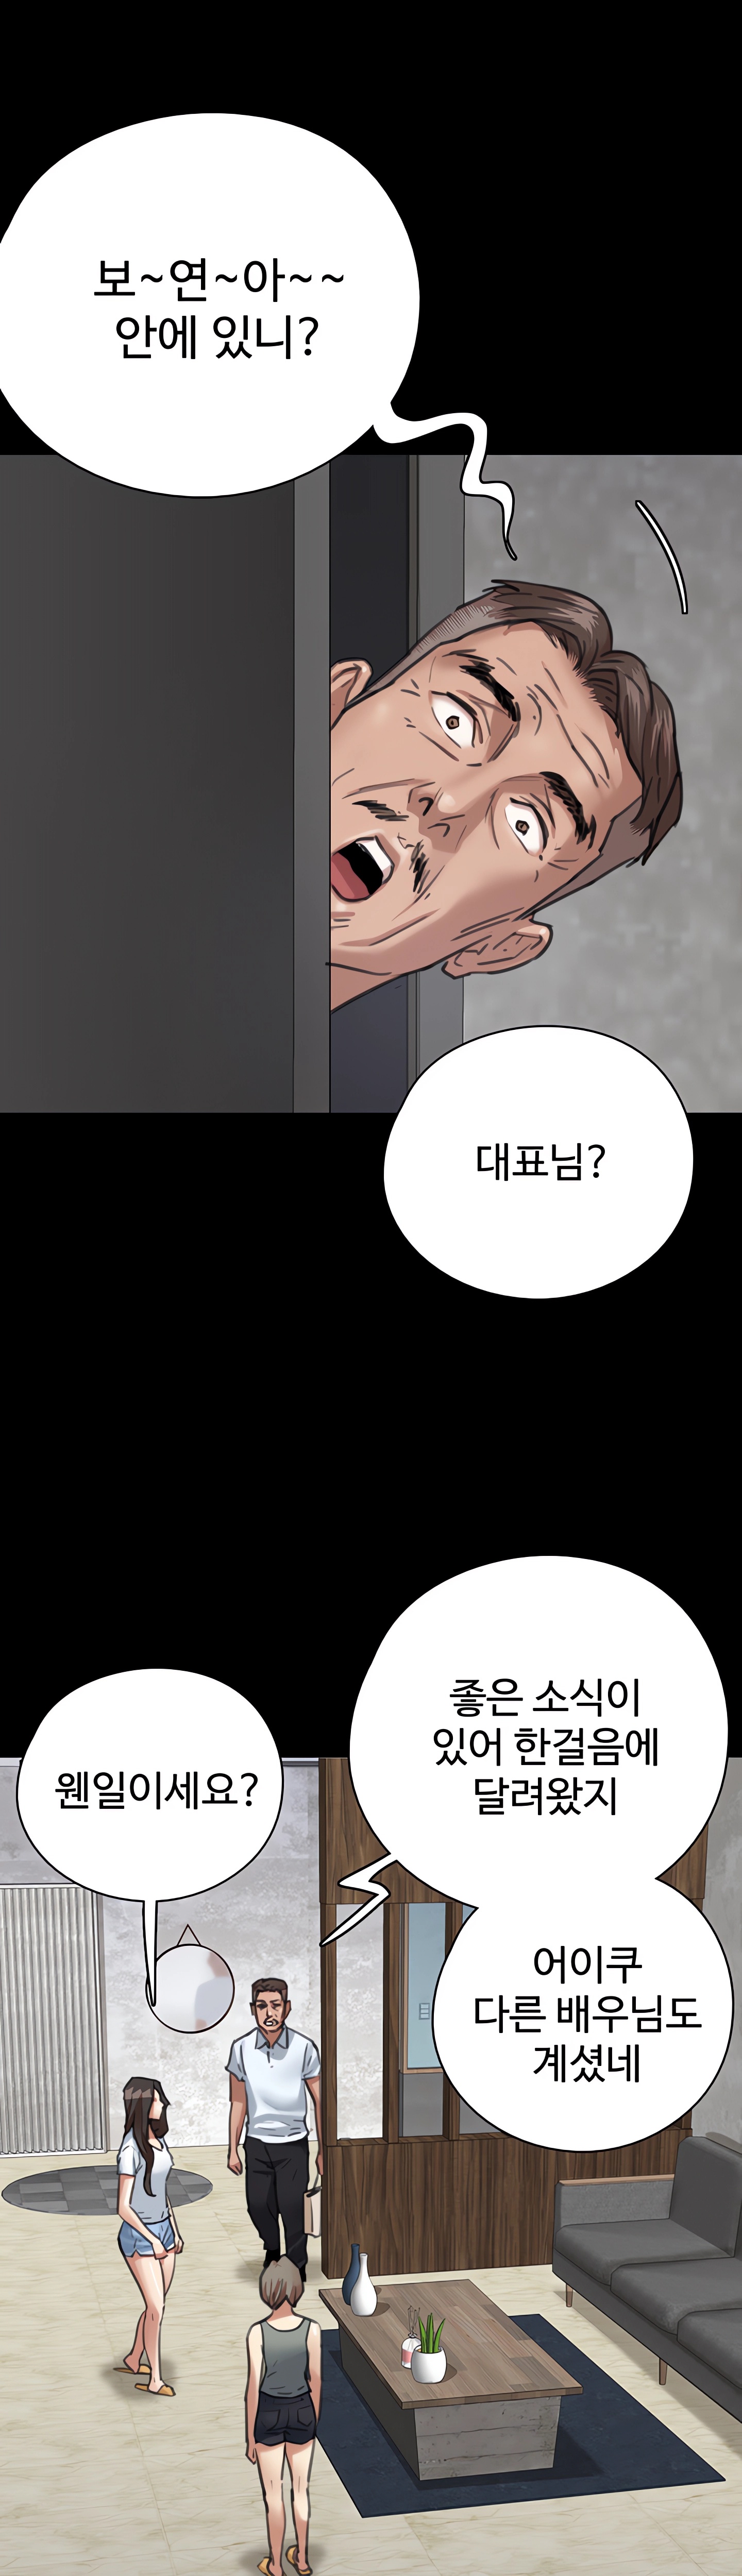 보~연~아~~
안에 있니?
대표님?
웬일이세요?
좋은 소식이
있어 한걸음에
달려왔지
어이쿠
다른 배우님도
계셨네